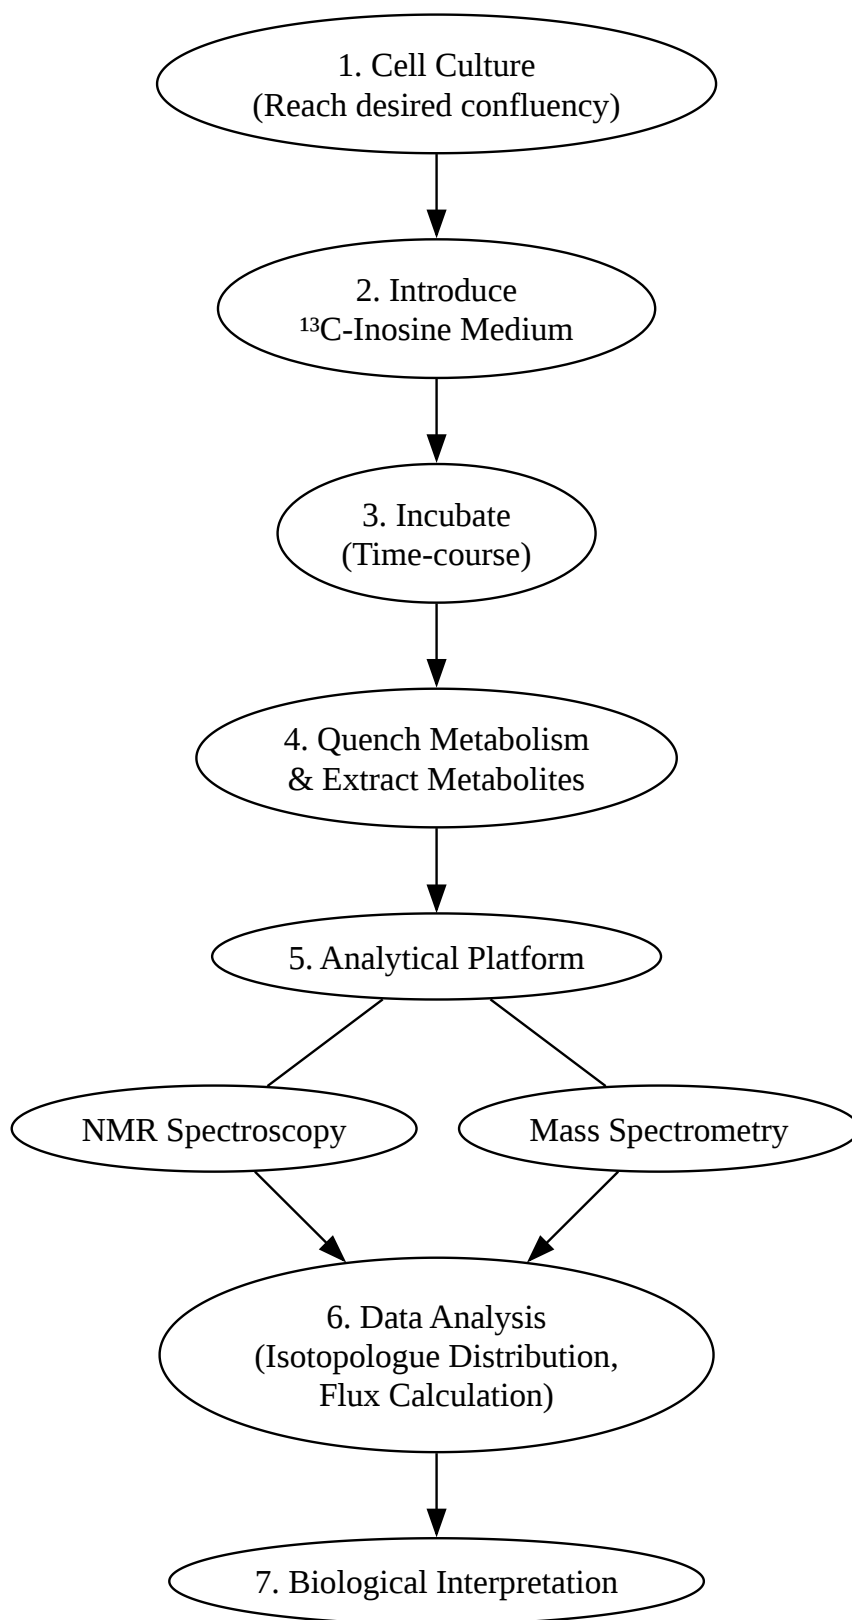 1. Cell Culture
(Reach desired confluency)
2. Introduce
¹³C-Inosine Medium
3. Incubate
(Time-course)
4. Quench Metabolism
& Extract Metabolites
5. Analytical Platform
NMR Spectroscopy
Mass Spectrometry
6. Data Analysis
(Isotopologue Distribution,
Flux Calculation)
7. Biological Interpretation